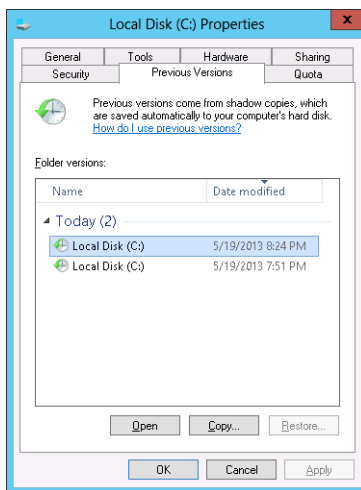 Local Disk (C:) Properties
x
General Tools Hardware Sharing
Security Previous Versions Quota
Previous versions come from shadow copies, which
are saved automatically to your computer's hard disk.
How do I use previous versions?
Folder versions:
Name Date modified
Today (2)
Local Disk (C:) 5/19/2013 8:24 PM
Local Disk (C:) 5/19/2013 7:51 PM
Open Copy... Restore...
OK Cancel Apply